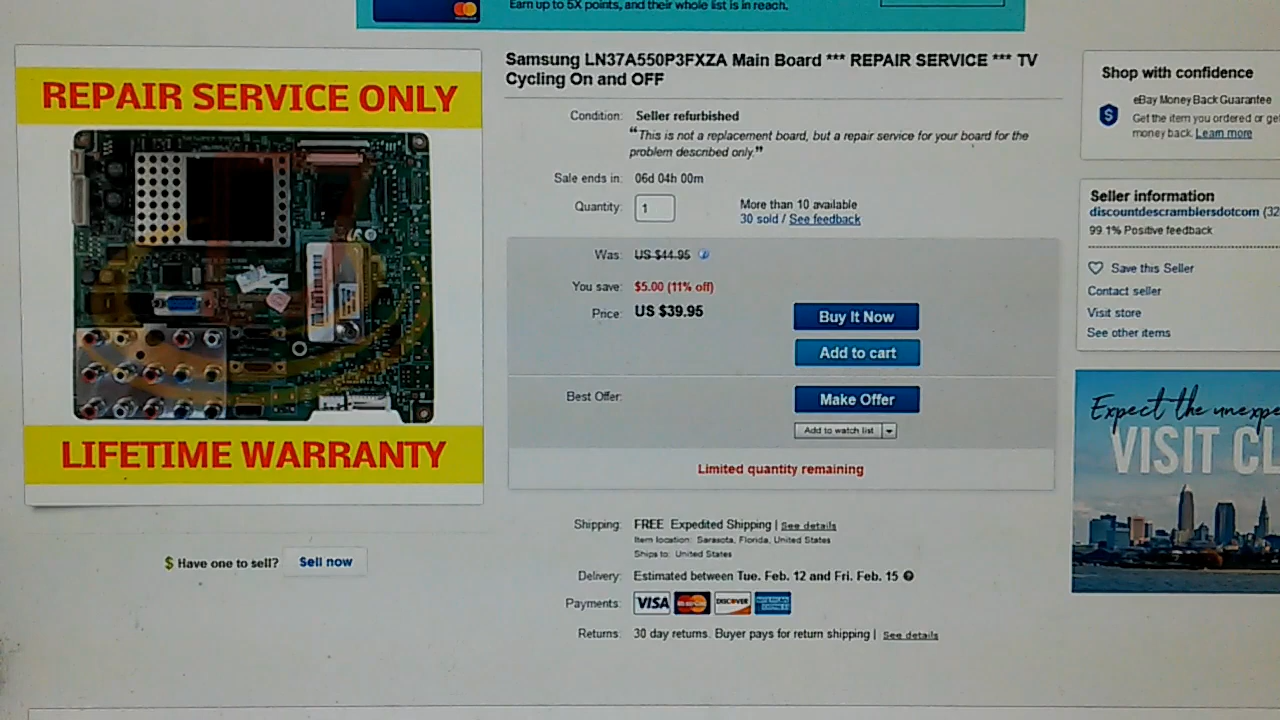 Earn up to 5X points, and their whole list is in reach.
REPAIR SERVICE ONLY
LIFETIME WARRANTY
$ Have one to sell? Sell now
Samsung LN37A550P3FXZA Main Board *** REPAIR SERVICE *** TV
Cycling On and OFF
Condition: Seller refurbished
“This is not a replacement board, but a repair service for your board for the
problem described only.”
Sale ends in: 06d 04h 00m
Quantity: 1 More than 10 available
30 sold / See feedback
Was: US $44.95
You save: $5.00 (11% off)
Price: US $39.95
Buy It Now
Add to cart
Best Offer:
Make Offer
Add to watch list
Limited quantity remaining
Shipping: FREE Expedited Shipping | See details
Item location: Sarasota, Florida, United States
Ships to: United States
Delivery: Estimated between Tue. Feb. 12 and Fri. Feb. 15
Payments: VISA MasterCard DISCOVER AMERICAN EXPRESS
Returns: 30 day returns. Buyer pays for return shipping | See details
Shop with confidence
eBay Money Back Guarantee
Get the item you ordered or get
money back. Learn more
Seller information
discountdescramblersdotcom (32
99.1% Positive feedback
Save this Seller
Contact seller
Visit store
See other items
Expect the unexpe
VISIT CL